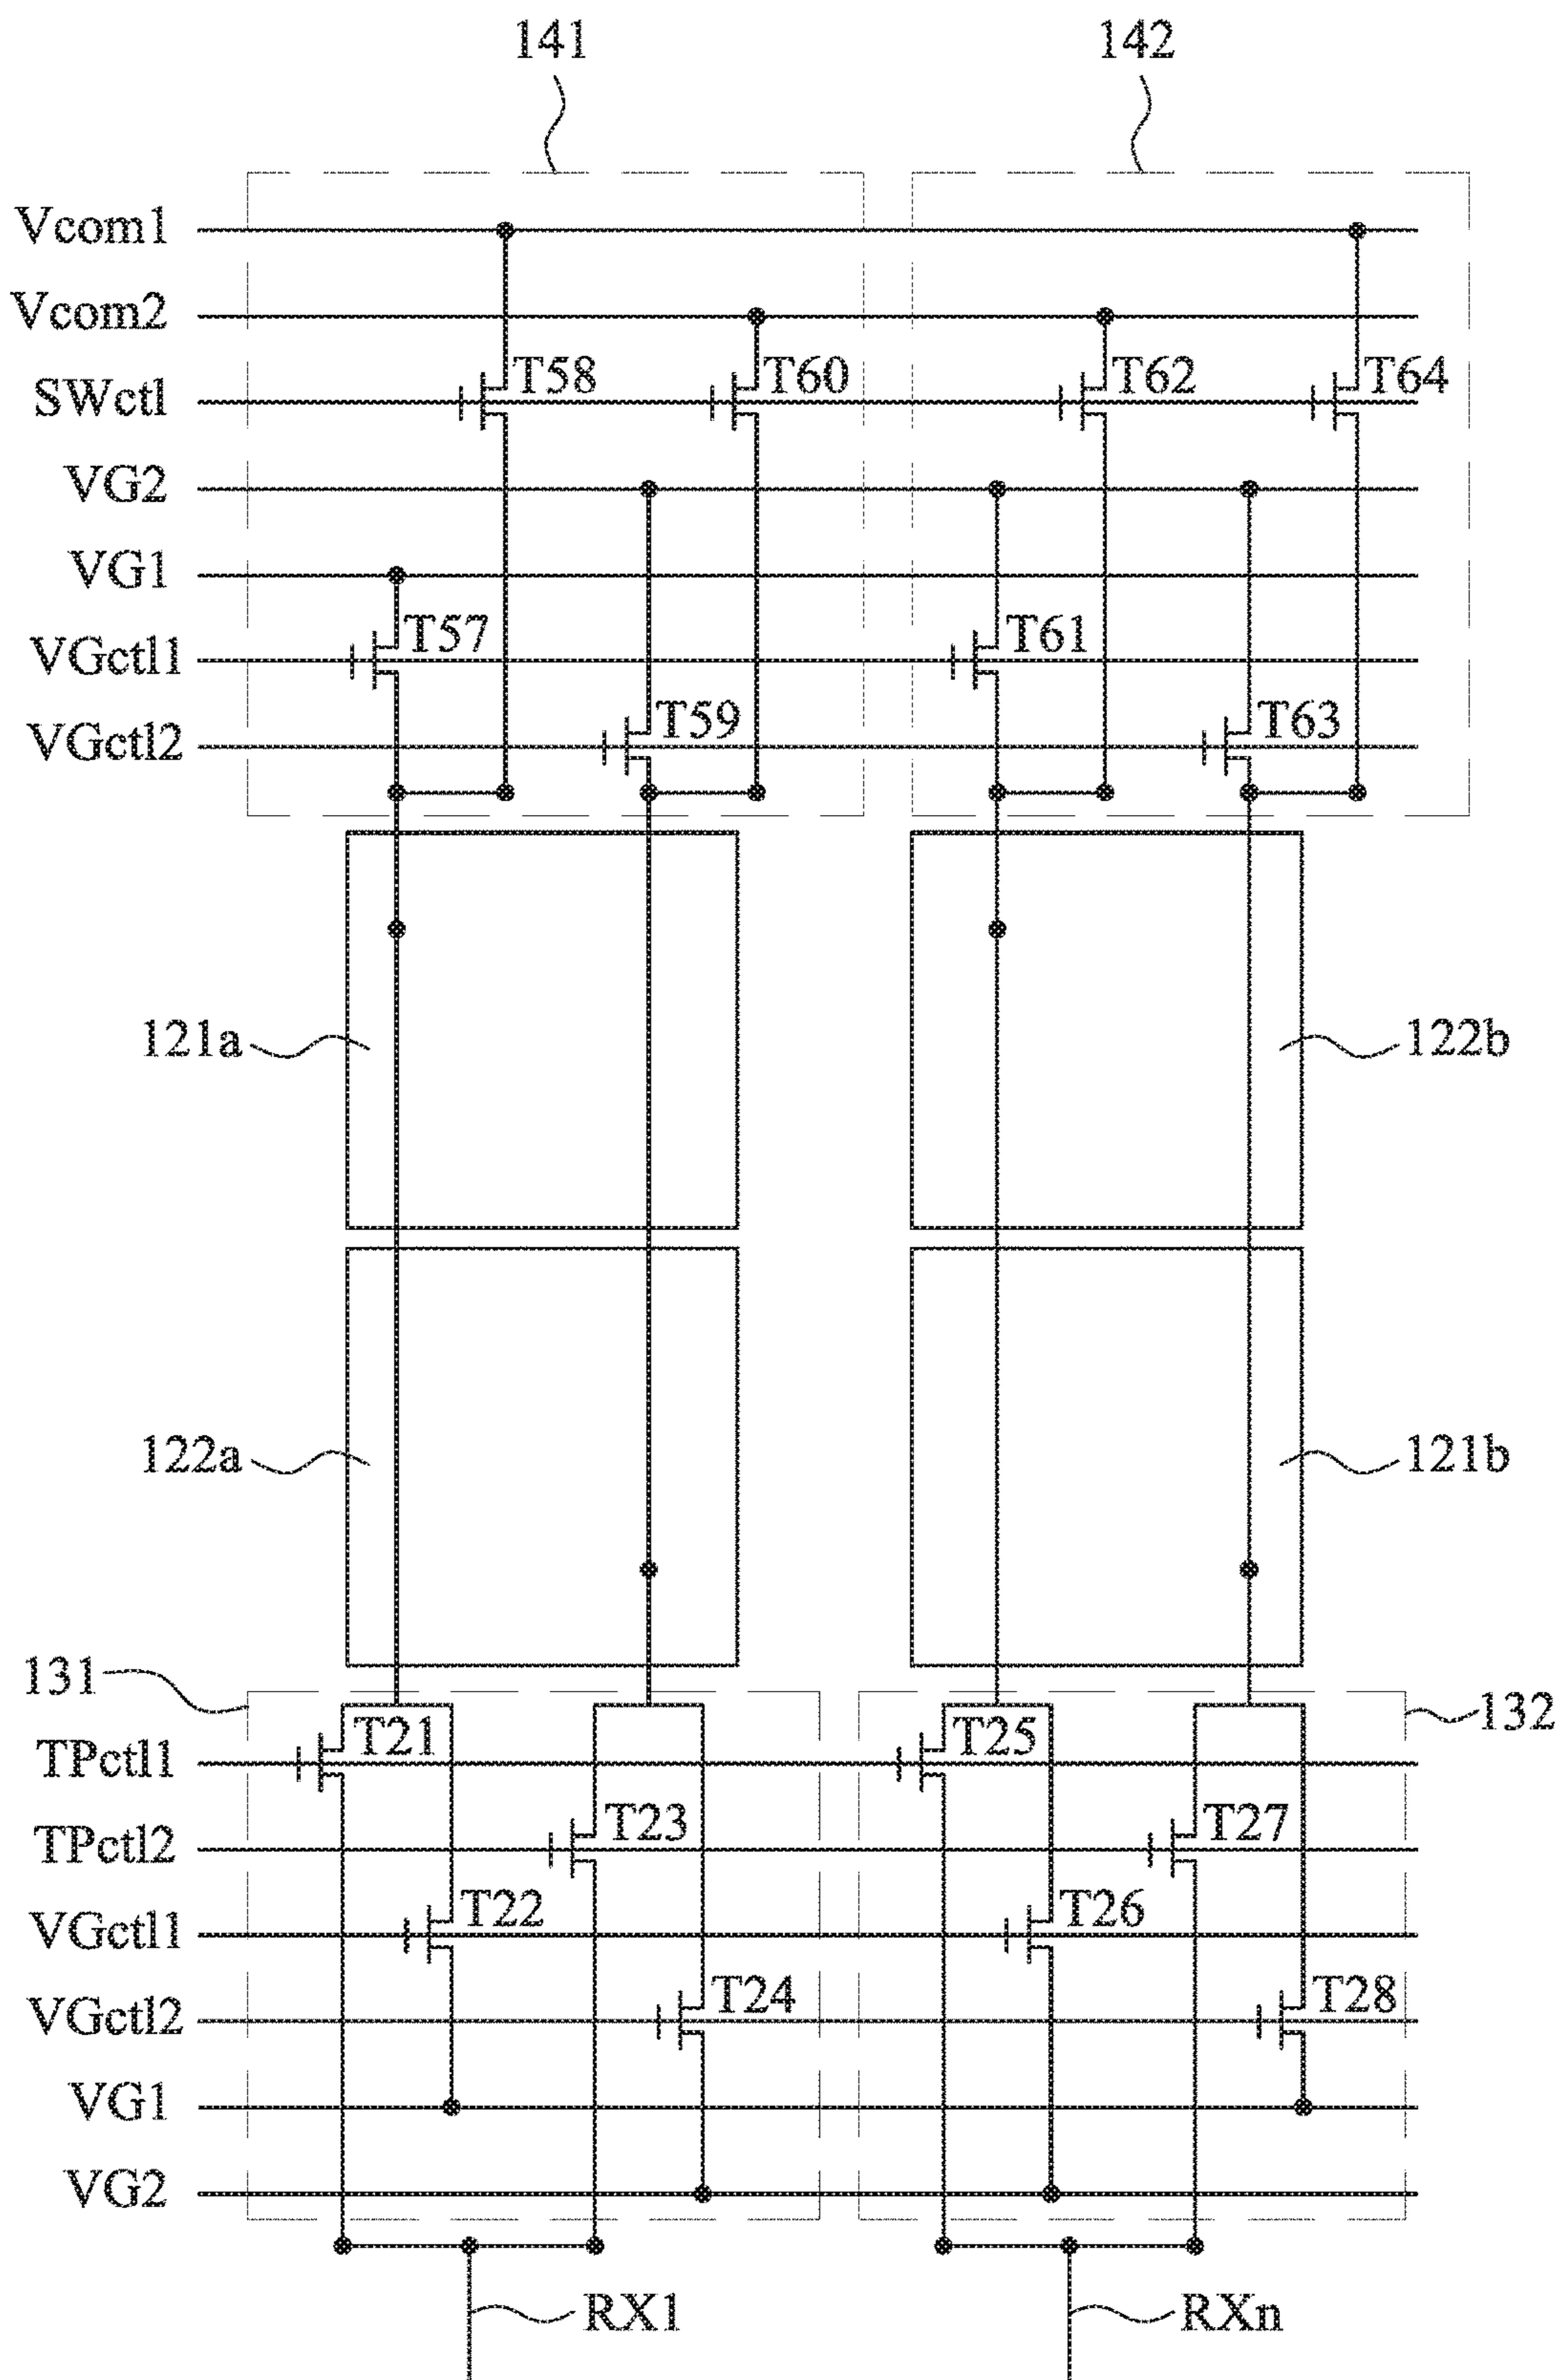 141 142
Vcom1
Vcom2
T58 T60 T62 T64
SWctl
VG2
VG1
T57 T61
VGctl1
T59 T63
VGctl2
121a 122b
122a 121b
131 132
T21 T25
TPctl1
T23 T27
TPctl2
T22 T26
VGctl1
T24 T28
VGctl2
VG1
VG2
RX1 RXn